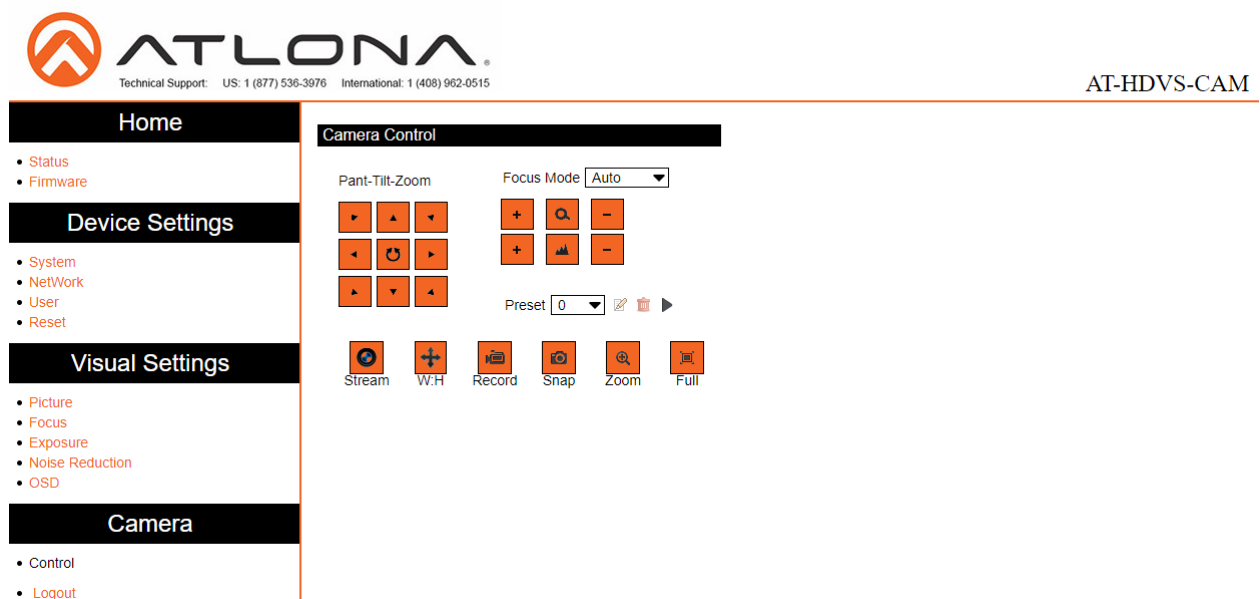 ATLONA.
Technical Support: US: 1 (877) 536-3976 International: 1 (408) 962-0515
AT-HDVS-CAM
Home
Status
Firmware
Device Settings
System
NetWork
User
Reset
Visual Settings
Picture
Focus
Exposure
Noise Reduction
OSD
Camera
Control
Logout
Camera Control
Pant-Tilt-Zoom
Focus Mode Auto
Preset 0
Stream W:H Record Snap Zoom Full